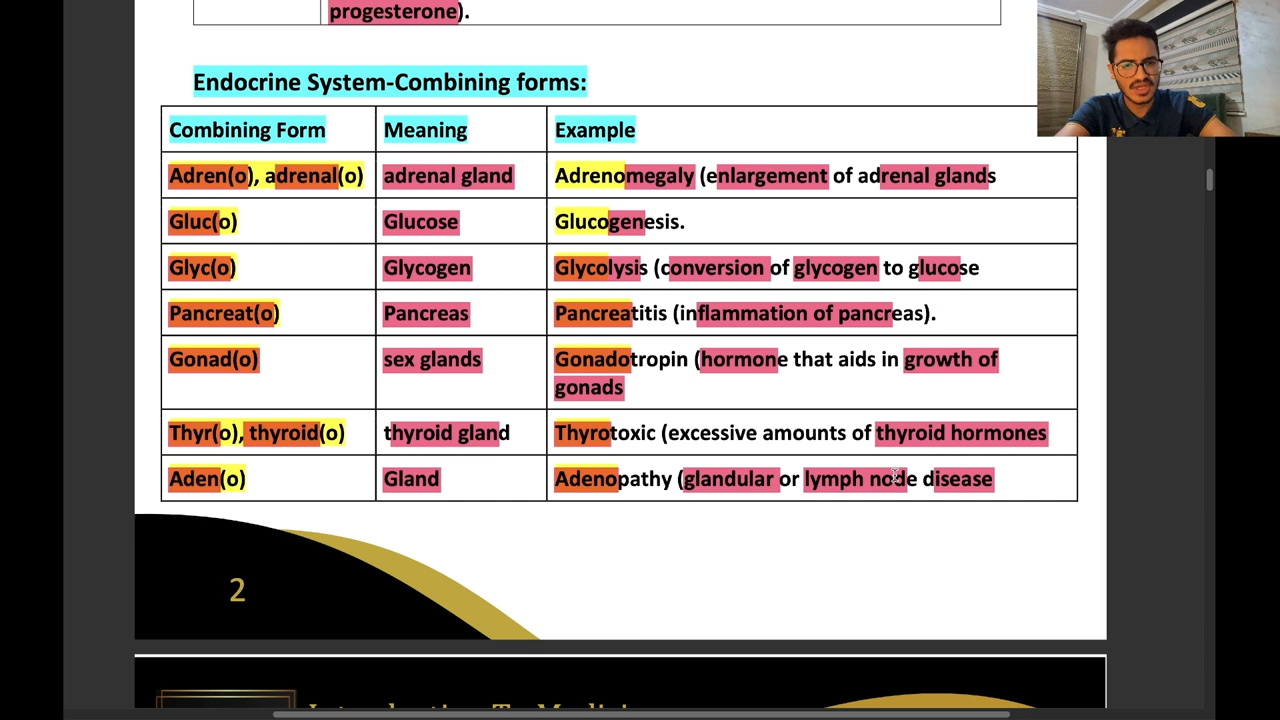 progesterone).
Endocrine System-Combining forms:
Combining Form Meaning Example
Adren(o), adrenal(o) adrenal gland Adrenomegaly (enlargement of adrenal glands
Gluc(o) Glucose Glucogenesis.
Glyc(o) Glycogen Glycolysis (conversion of glycogen to glucose
Pancreat(o) Pancreas Pancreatitis (inflammation of pancreas).
Gonad(o) sex glands Gonadotropin (hormone that aids in growth of
gonads
Thyr(o), thyroid(o) thyroid gland Thyrotoxic (excessive amounts of thyroid hormones
Aden(o) Gland Adenopathy (glandular or lymph node disease
2